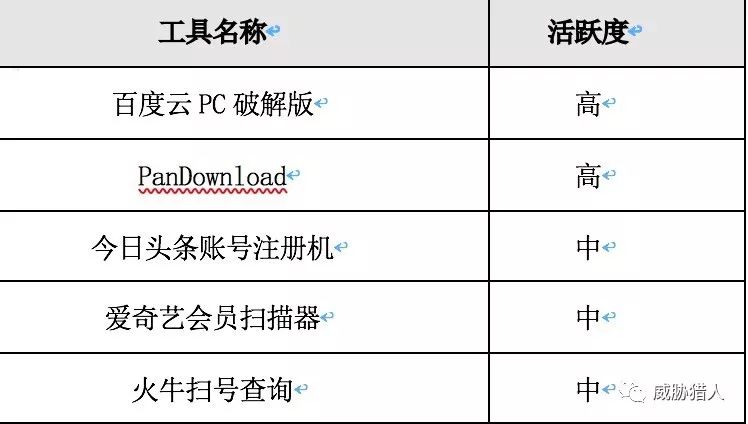 工具名称 活跃度
百度云 PC 破解版 高
PanDownload 高
今日头条账号注册机 中
爱奇艺会员扫描器 中
火牛扫号查询 中
威胁猎人